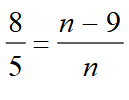 8/5 = (n − 9)/n